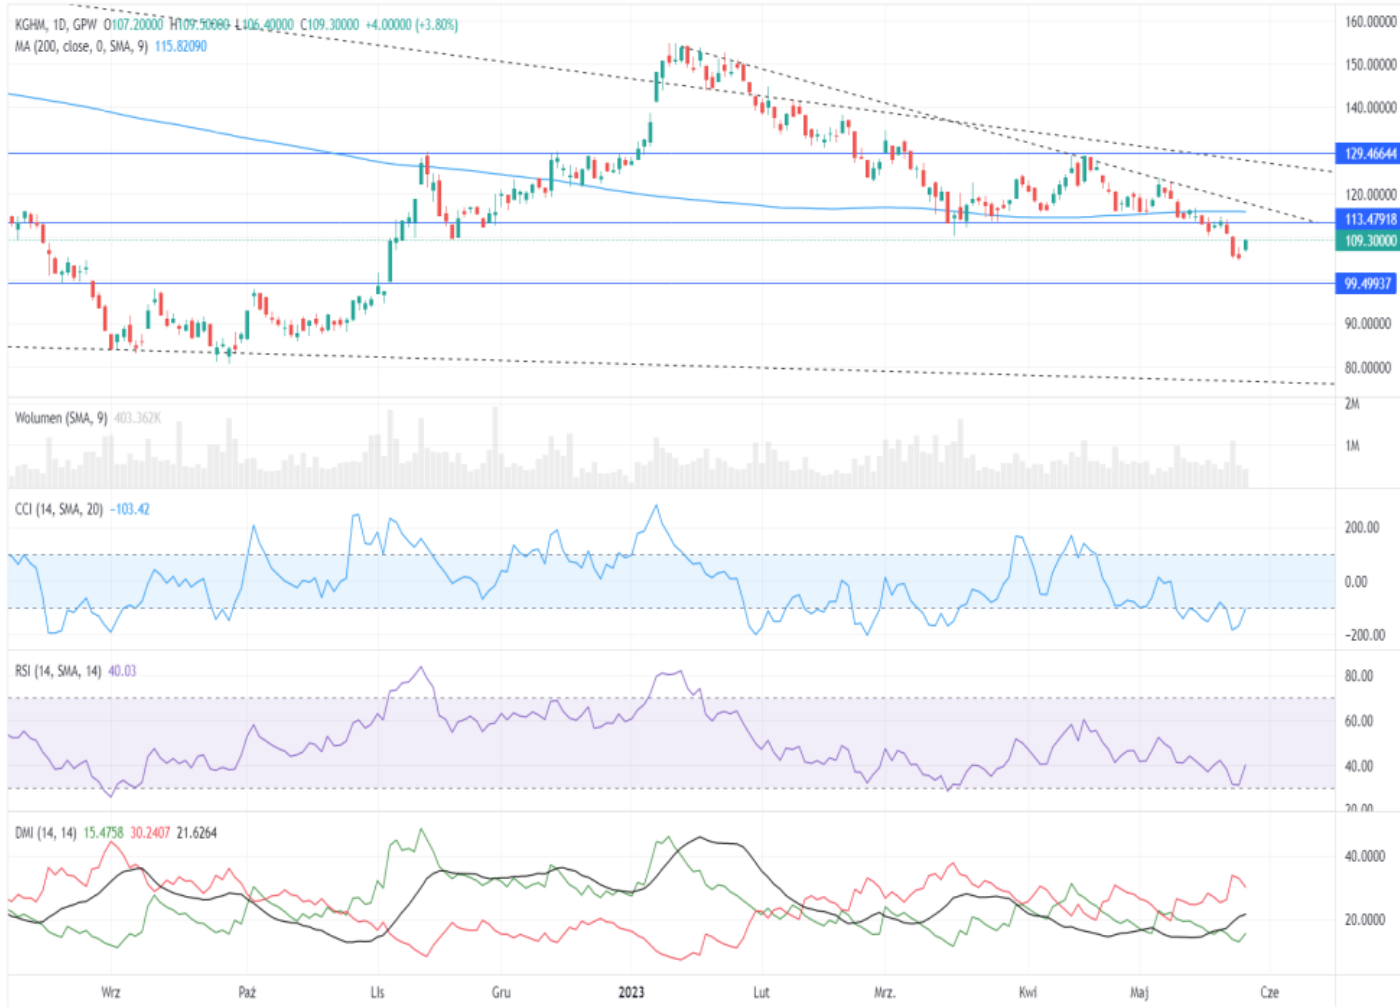 KGHM, 1D, GPW O107.20000 H109.50000 L106.40000 C109.30000 +4.00000 (+3.80%)
MA (200, close, 0, SMA, 9) 115.82090
160.00000
150.00000
140.00000
129.46644
120.00000
113.47918
109.30000
99.49937
90.00000
80.00000
Wolumen (SMA, 9) 403.362K
2M
1M
CCI (14, SMA, 20) −103.42
200.00
0.00
−200.00
RSI (14, SMA, 14) 40.03
80.00
60.00
40.00
20.00
DMI (14, 14) 15.4758 30.2407 21.6264
40.0000
20.0000
Wrz Paź Lis Gru 2023 Lut Mrz. Kwi Maj Cze